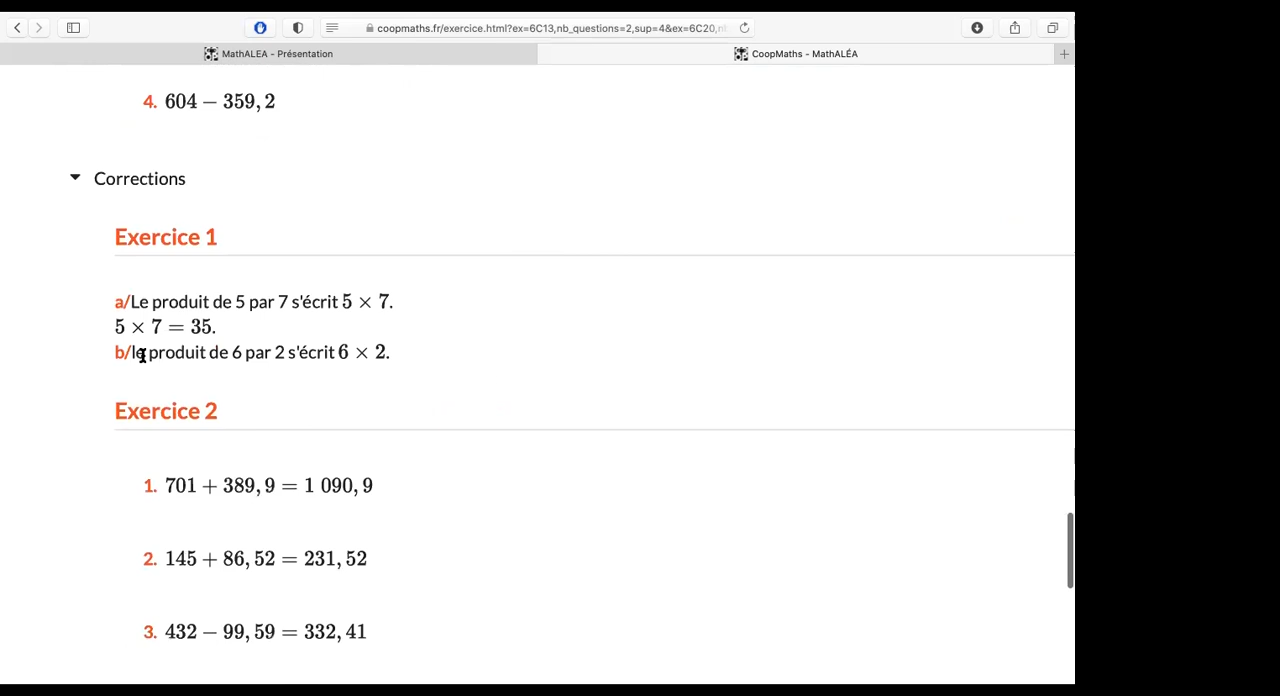 coopmaths.fr/exercice.html?ex=6C13,nb_questions=2,sup=4&ex=6C20,n
MathALEA - Présentation
CoopMaths - MathALÉA
4. 604 − 359, 2
Corrections
Exercice 1
a/Le produit de 5 par 7 s'écrit 5 × 7.
5 × 7 = 35.
b/le produit de 6 par 2 s'écrit 6 × 2.
Exercice 2
1. 701 + 389, 9 = 1 090, 9
2. 145 + 86, 52 = 231, 52
3. 432 − 99, 59 = 332, 41